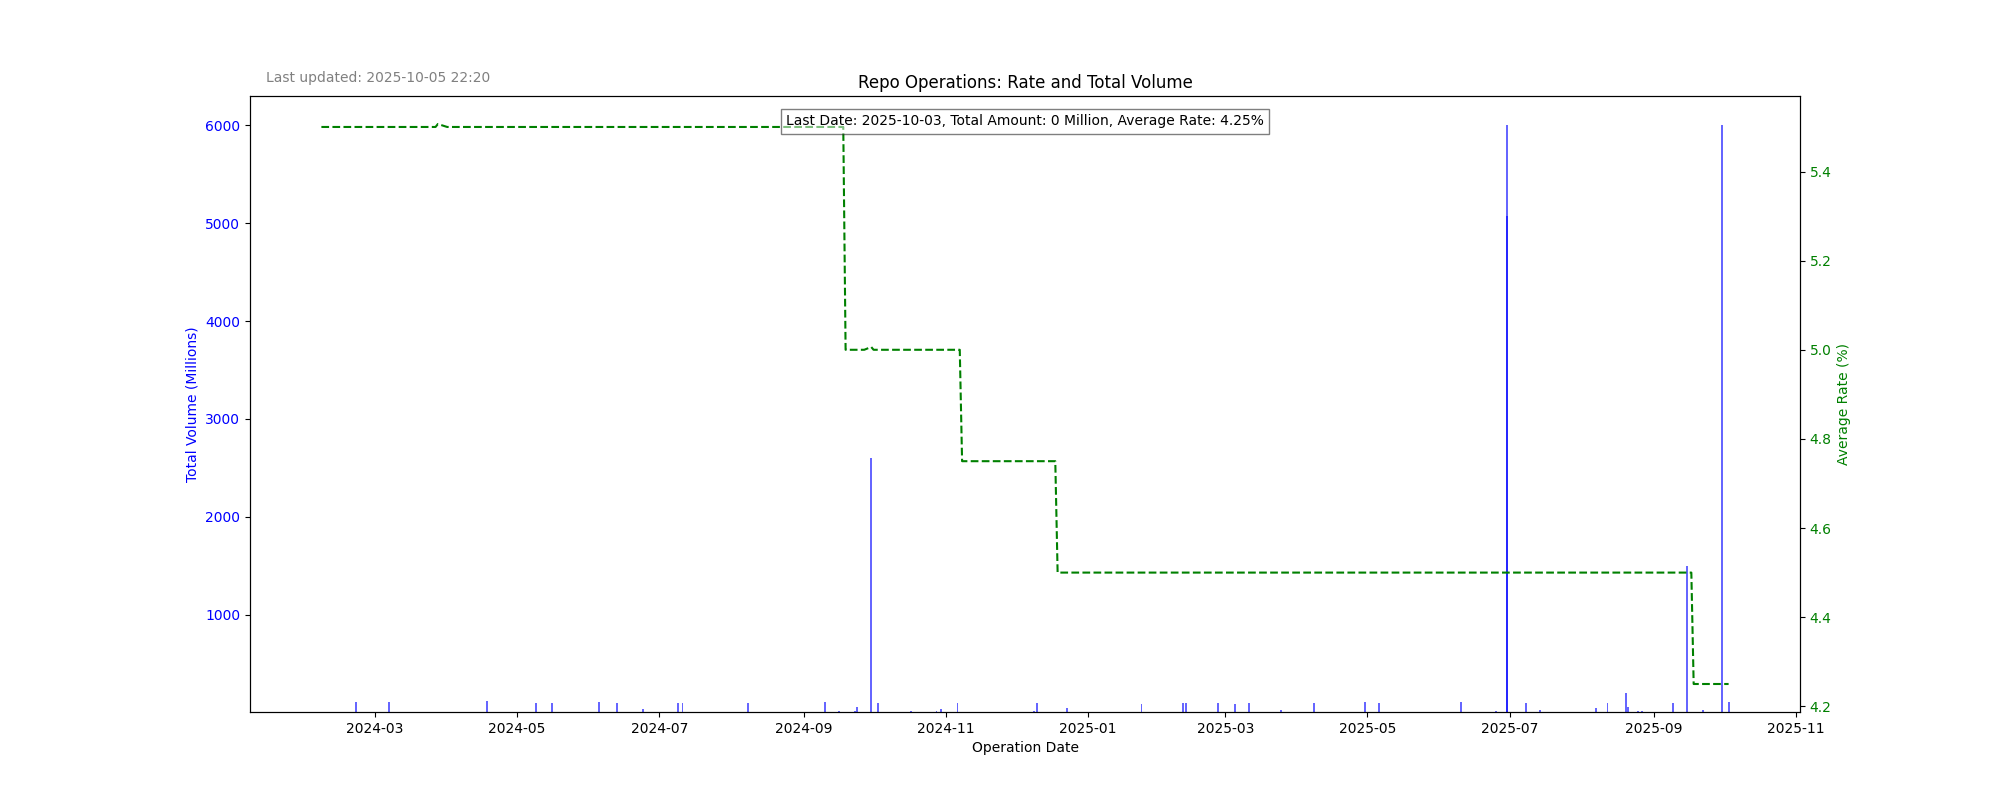 Last updated: 2025-10-05 22:20
Repo Operations: Rate and Total Volume
Last Date: 2025-10-03, Total Amount: 0 Million, Average Rate: 4.25%
Total Volume (Millions)
6000
5000
4000
3000
2000
1000
5.4
5.2
5.0
4.8
4.6
4.4
4.2
Average Rate (%)
2024-03 2024-05 2024-07 2024-09 2024-11 2025-01 2025-03 2025-05 2025-07 2025-09 2025-11
Operation Date